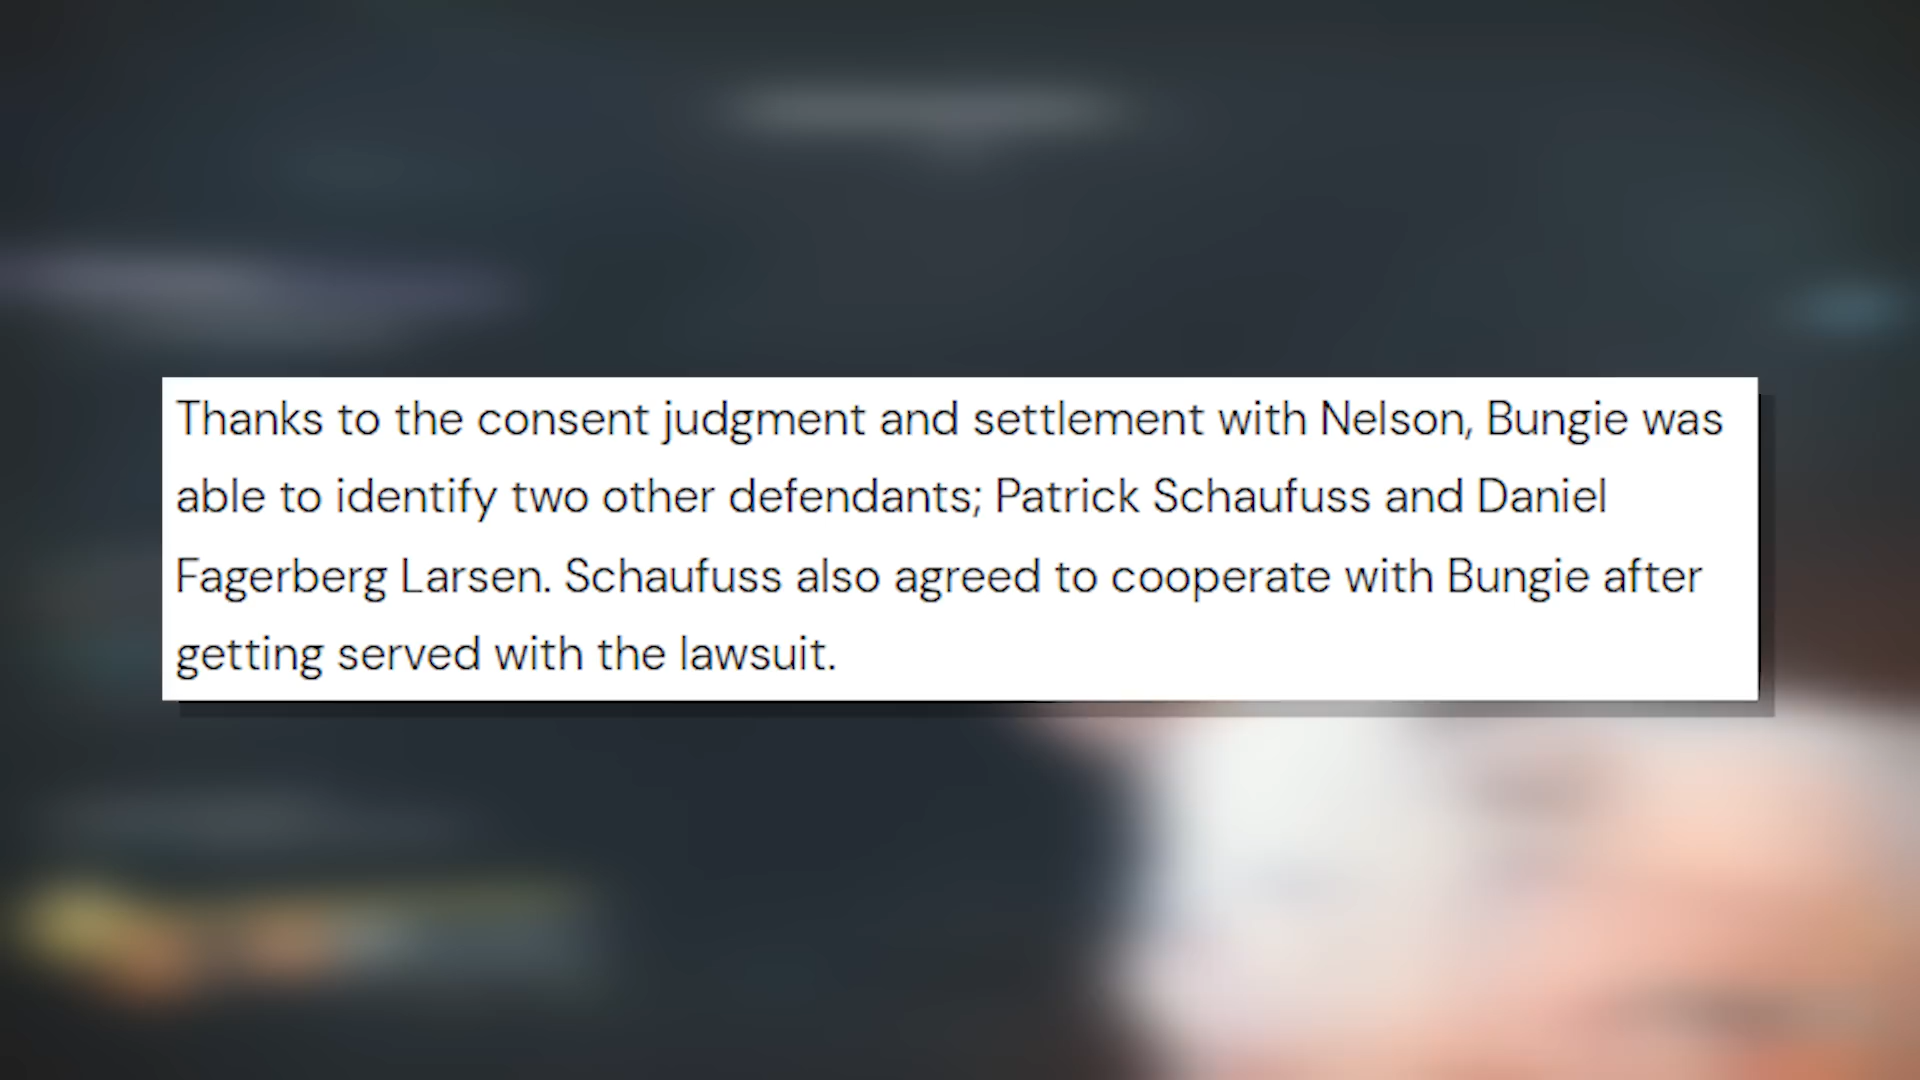 Thanks to the consent judgment and settlement with Nelson, Bungie was
able to identify two other defendants; Patrick Schaufuss and Daniel
Fagerberg Larsen. Schaufuss also agreed to cooperate with Bungie after
getting served with the lawsuit.